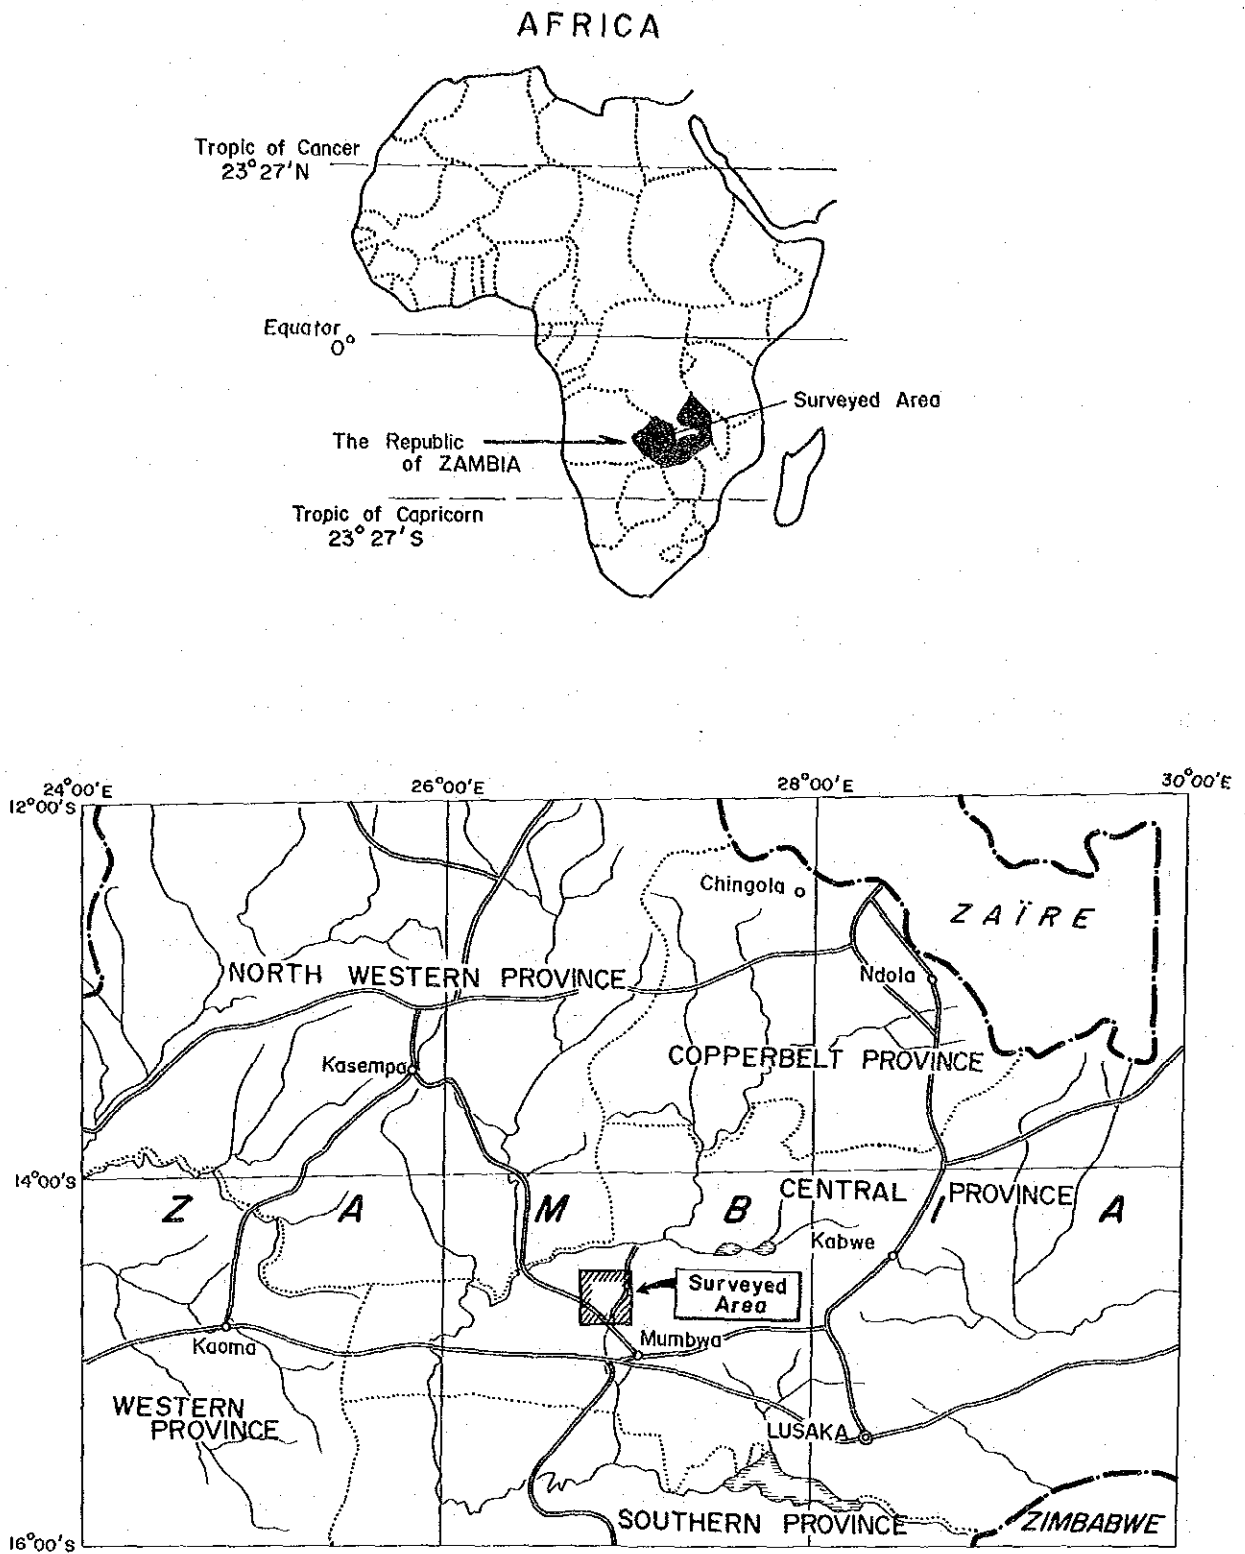 AFRICA
Tropic of Cancer
23°27'N
Equator
0°
Surveyed Area
The Republic
of ZAMBIA
Tropic of Capricorn
23°27'S
24°00'E
26°00'E
28°00'E
30°00'E
12°00'S
Chingola
ZAÏRE
NORTH WESTERN PROVINCE
Ndola
COPPERBELT PROVINCE
Kasempa
14°00'S
CENTRAL PROVINCE
Z A M B I A
Kabwe
Surveyed
Area
Mumbwa
Kaoma
WESTERN
PROVINCE
LUSAKA
SOUTHERN PROVINCE
ZIMBABWE
16°00'S